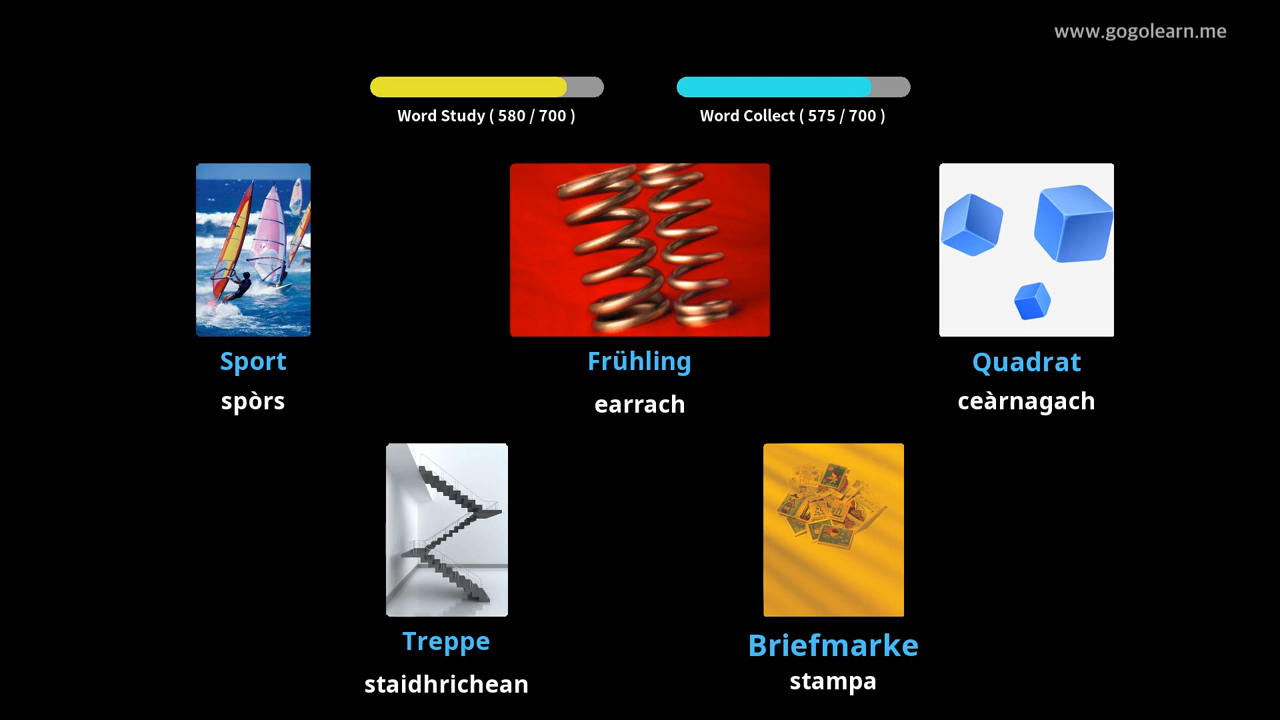 www.gogolearn.me
Word Study ( 580 / 700 )
Word Collect ( 575 / 700 )
Sport
spòrs
Frühling
earrach
Quadrat
ceàrnagach
Treppe
staidhrichean
Briefmarke
stampa